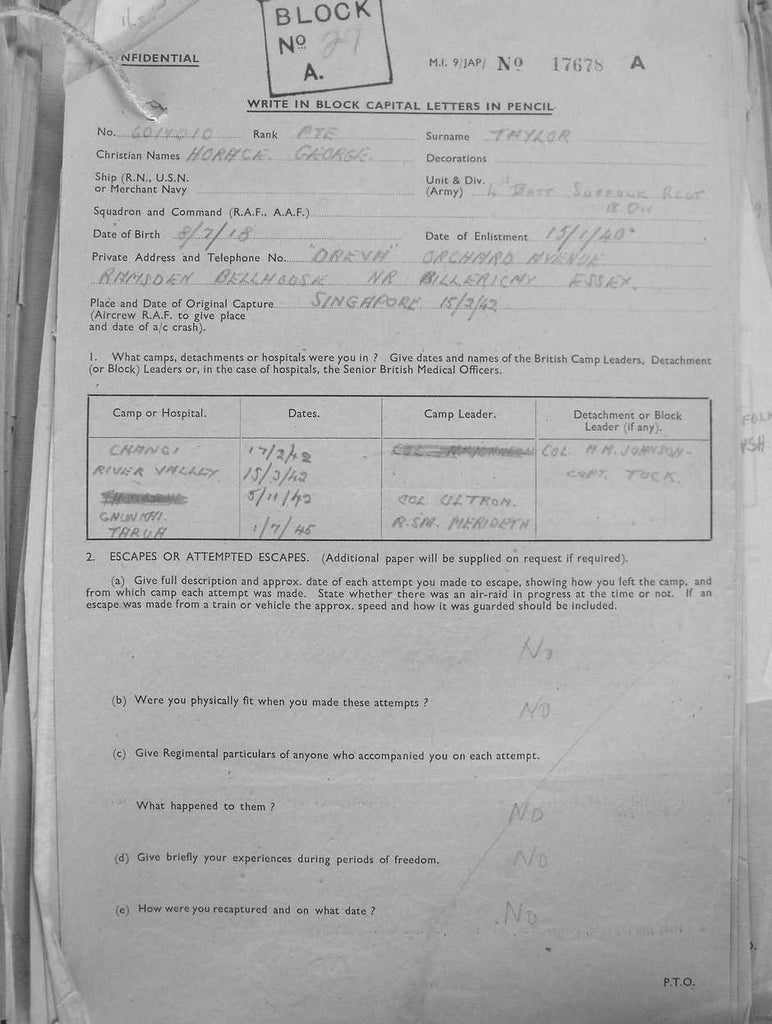 BLOCK
Nº 21
A.
NFIDENTIAL
M.I. 9/JAP/ Nº 17678 A
WRITE IN BLOCK CAPITAL LETTERS IN PENCIL
No. 6014010 Rank PTE Surname TAYLOR
Christian Names HORACE GEORGE. Decorations
Ship (R.N., U.S.N. Unit & Div.
or Merchant Navy (Army) 4 BATT SUFFOLK REGT
18 DIV
Squadron and Command (R.A.F., A.A.F.)
Date of Birth 8/7/18 Date of Enlistment 15/1/40
Private Address and Telephone No. ORCHARD AVENUE
RAMSDEN BELLHOUSE NR BILLERICAY ESSEX.
Place and Date of Original Capture SINGAPORE 15/2/42
(Aircrew R.A.F. to give place
and date of a/c crash).
1. What camps, detachments or hospitals were you in ? Give dates and names of the British Camp Leaders, Detachment
(or Block) Leaders or, in the case of hospitals, the Senior British Medical Officers.
Camp or Hospital. Dates. Camp Leader. Detachment or Block
Leader (if any).
CHANGI 17/2/42 COL A.M. JOHNSON
RIVER VALLEY CAPT. TUCK.
5/11/42 COL
CHUNKAI.
TARUA 1/7/45 R.S.M. MERIDETH
2. ESCAPES OR ATTEMPTED ESCAPES. (Additional paper will be supplied on request if required).
(a) Give full description and approx. date of each attempt you made to escape, showing how you left the camp, and
from which camp each attempt was made. State whether there was an air-raid in progress at the time or not. If an
escape was made from a train or vehicle the approx. speed and how it was guarded should be included.
No
(b) Were you physically fit when you made these attempts ?
NO
(c) Give Regimental particulars of anyone who accompanied you on each attempt.
What happened to them ?
NO
(d) Give briefly your experiences during periods of freedom.
NO
(e) How were you recaptured and on what date ?
NO
P.T.O.